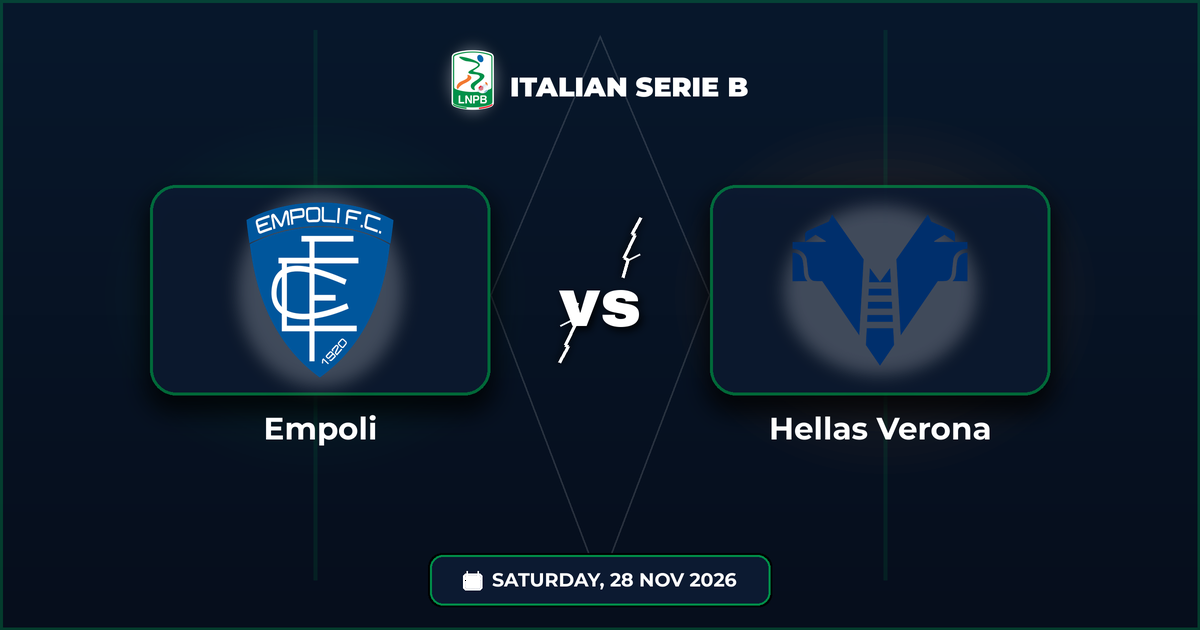 LNPB
ITALIAN SERIE B
EMPOLI F.C.
1920
VS
Empoli
Hellas Verona
SATURDAY, 28 NOV 2026